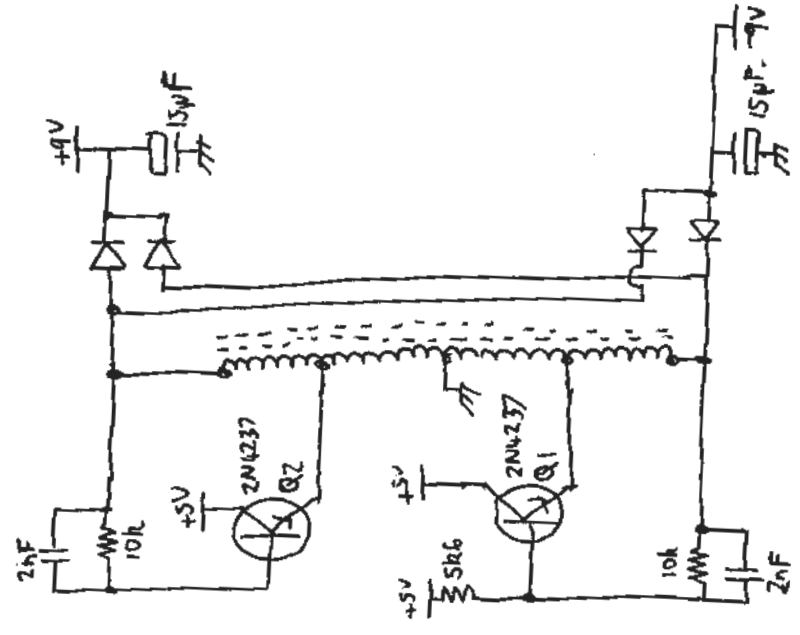 +9V
15µF
-9V
15µF.
2nF
10k
+5V
2N4237
Q2
+5V
2N4237
Q1
+5V
5k6
10k
2nF